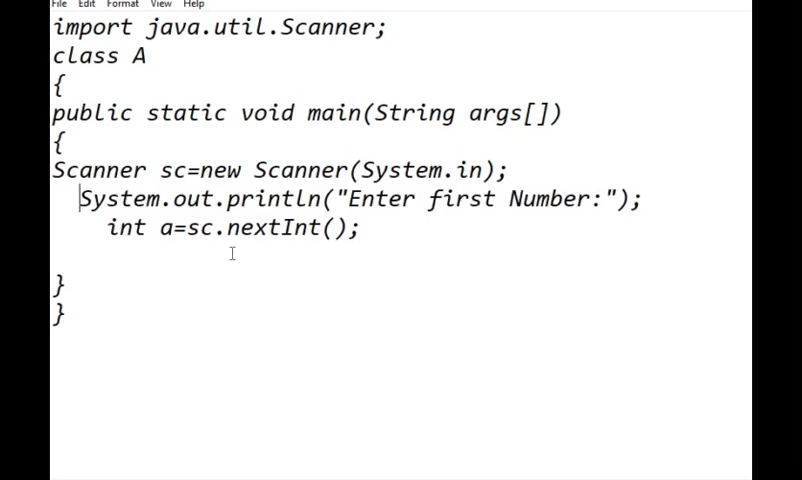 File Edit Format View Help
import java.util.Scanner;
class A
{
public static void main(String args[])
{
Scanner sc=new Scanner(System.in);
System.out.println("Enter first Number:");
int a=sc.nextInt();
}
}